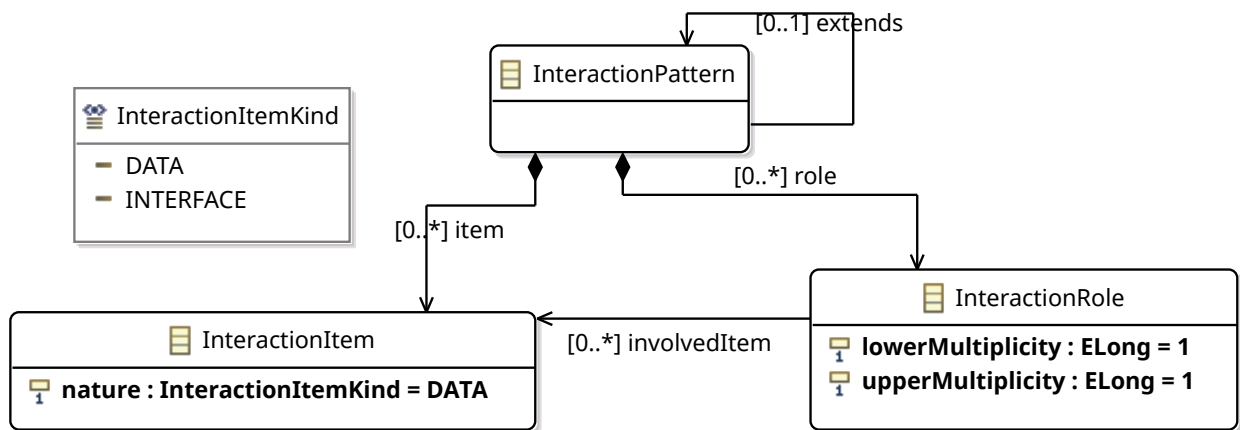 [0..1] extends
InteractionPattern
InteractionItemKind
DATA
INTERFACE
[0..*] role
[0..*] item
InteractionRole
lowerMultiplicity : ELong = 1
upperMultiplicity : ELong = 1
InteractionItem
[0..*] involvedItem
nature : InteractionItemKind = DATA